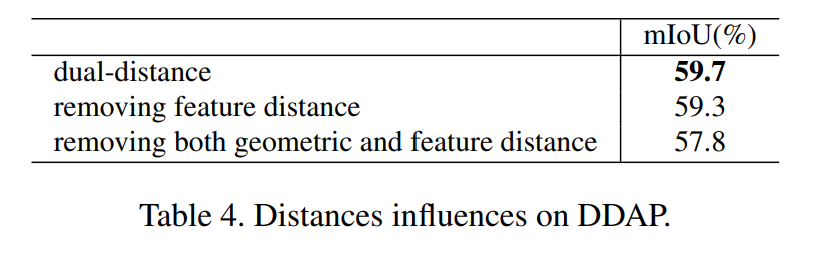 mIoU(%)
dual-distance 59.7
removing feature distance 59.3
removing both geometric and feature distance 57.8
Table 4. Distances influences on DDAP.